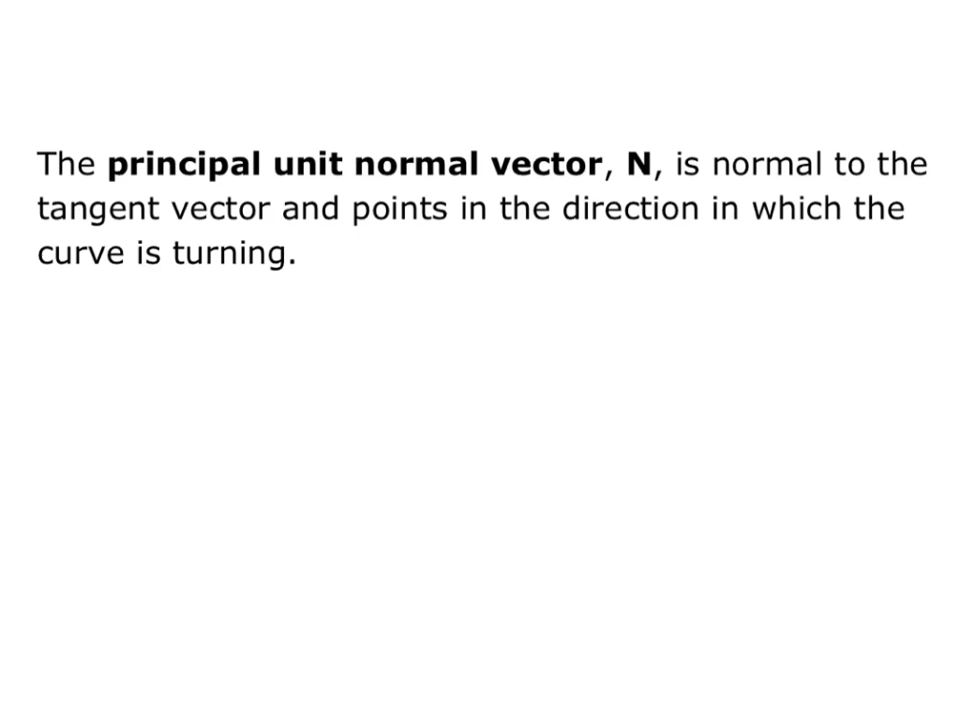 The principal unit normal vector, N, is normal to the
tangent vector and points in the direction in which the
curve is turning.